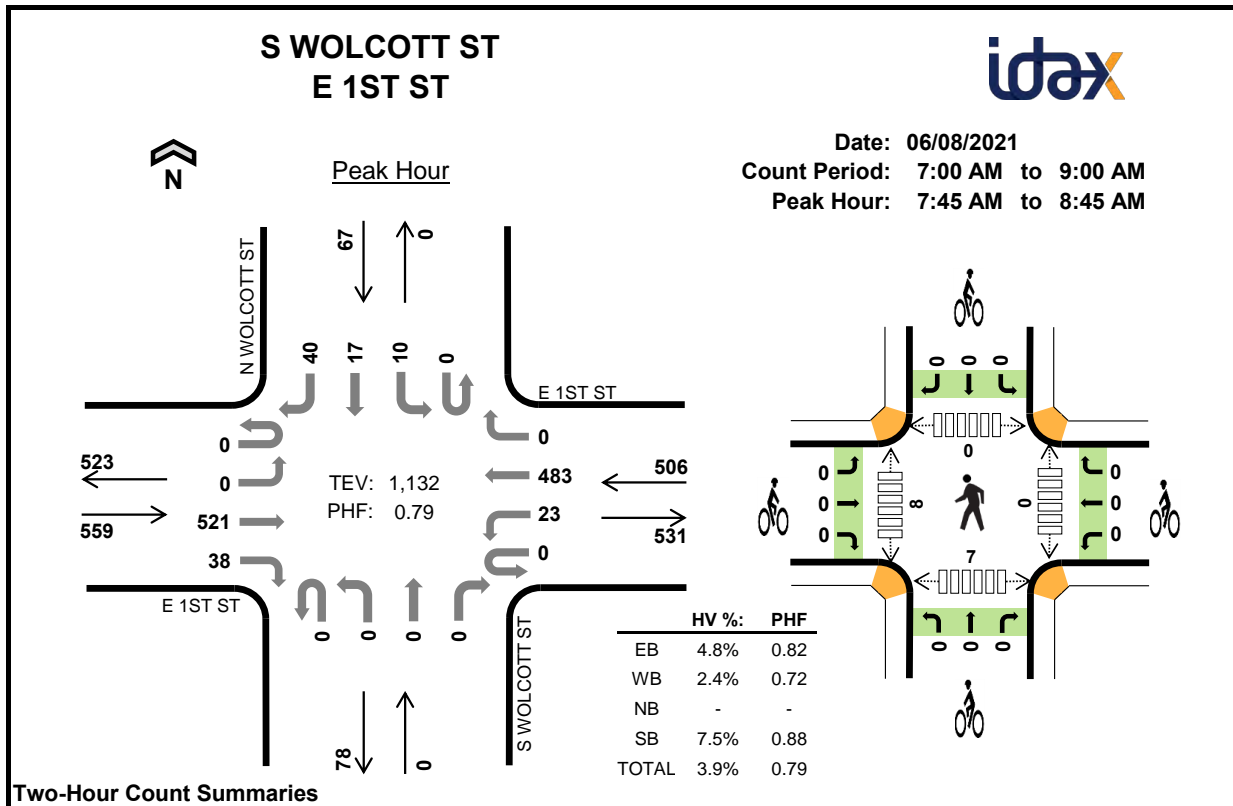 S WOLCOTT ST
E 1ST ST
idax
Date: 06/08/2021
Count Period: 7:00 AM to 9:00 AM
Peak Hour: 7:45 AM to 8:45 AM
N
Peak Hour
67
0
N WOLCOTT ST
40
17
10
0
E 1ST ST
0
0
523
559
521
38
TEV: 1,132
PHF: 0.79
0
483
23
0
506
531
E 1ST ST
0
0
0
0
S WOLCOTT ST
78
0
HV %: PHF
EB 4.8% 0.82
WB 2.4% 0.72
NB - -
SB 7.5% 0.88
TOTAL 3.9% 0.79
0 0 0
0
0
0
0
8
0
0
0
0
7
0 0 0
Two-Hour Count Summaries